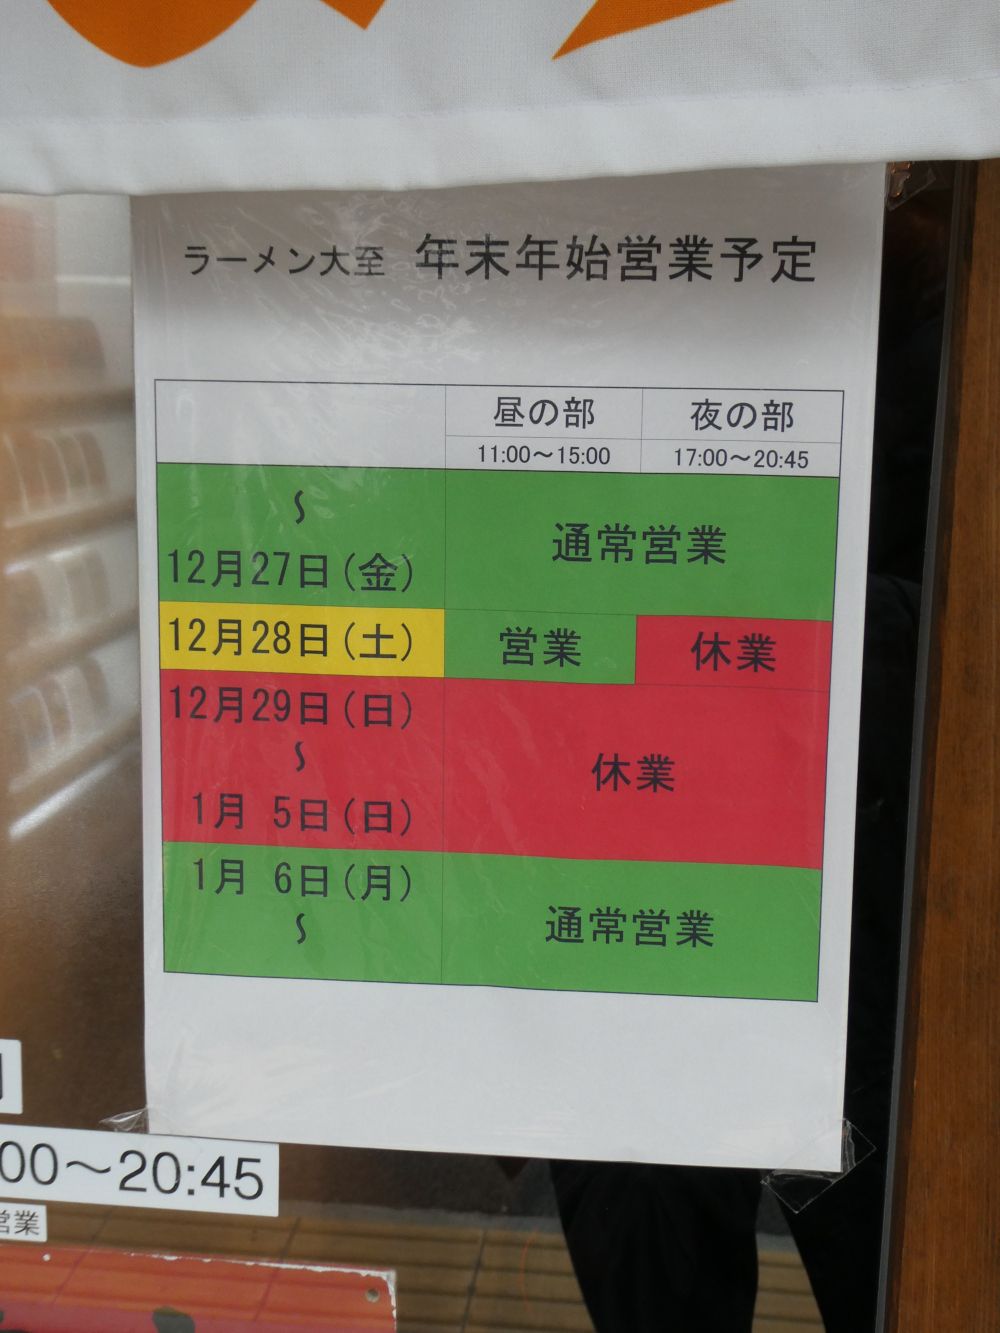 ラーメン大至 年末年始営業予定
昼の部 夜の部
11:00～15:00 17:00～20:45
～
12月27日(金)
通常営業
12月28日(土) 営業 休業
12月29日(日)
～
1月 5日(日)
休業
1月 6日(月)
～
通常営業
00～20:45
営業